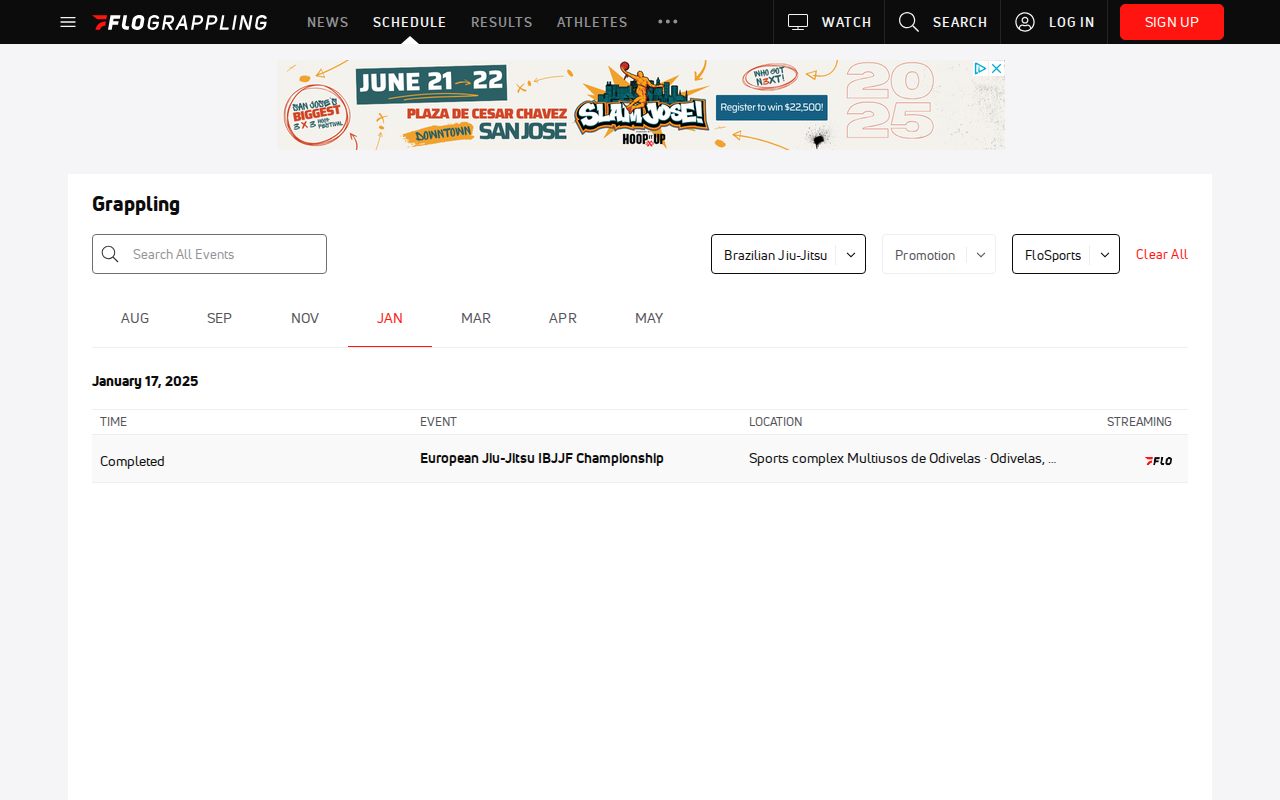 FLOGRAPPLING NEWS SCHEDULE RESULTS ATHLETES WATCH SEARCH LOG IN SIGN UP
SAN JOSE'S
BIGGEST
3 X 3 HOOP FESTIVAL
JUNE 21 → 22
PLAZA DE CESAR CHAVEZ
DOWNTOWN SAN JOSE
SLAM JOSE!
HOOP IT UP
WHO GOT
NEXT!
Register to win $22,500!
2025
Grappling
Search All Events Brazilian Jiu-Jitsu Promotion FloSports Clear All
AUG SEP NOV JAN MAR APR MAY
January 17, 2025
TIME EVENT LOCATION STREAMING
Completed European Jiu-Jitsu IBJJF Championship Sports complex Multiusos de Odivelas · Odivelas, ... FLO